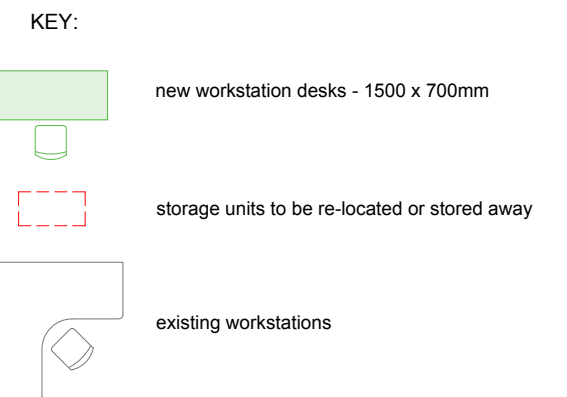 KEY:
new workstation desks - 1500 x 700mm
storage units to be re-located or stored away
existing workstations